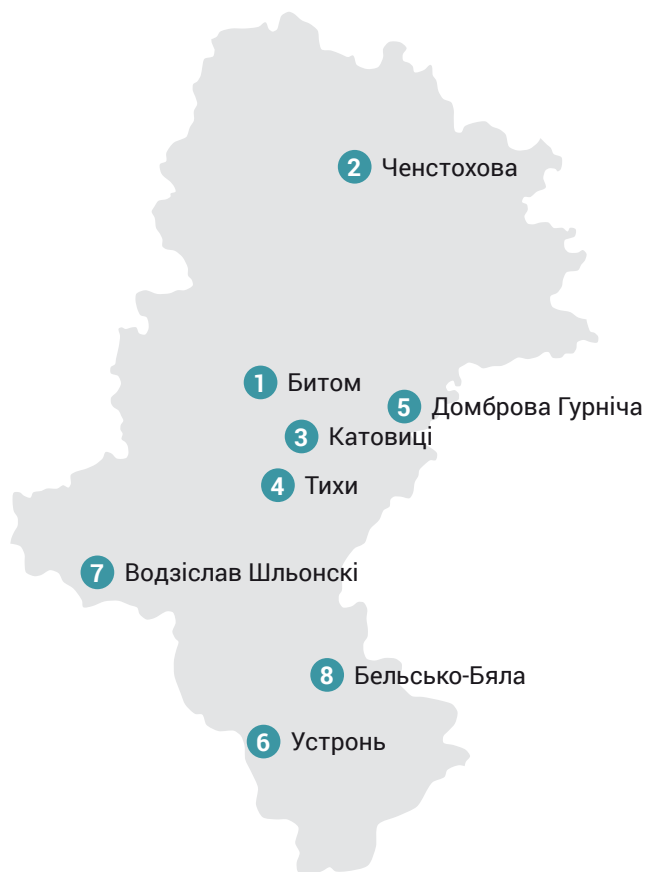 2 Ченстохова
1 Битом
5 Домброва Гурніча
3 Катовиці
4 Тихи
7 Водзіслав Шльонскі
8 Бельсько-Бяла
6 Устронь